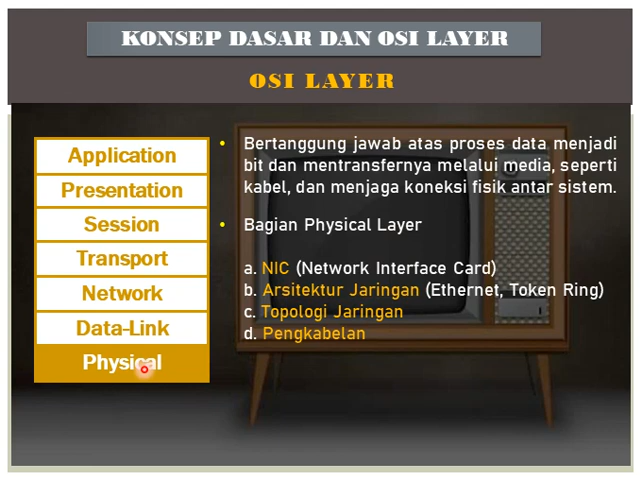 KONSEP DASAR DAN OSI LAYER
OSI LAYER
Application
Presentation
Session
Transport
Network
Data-Link
Physical
• Bertanggung jawab atas proses data menjadi
bit dan mentransfernya melalui media, seperti
kabel, dan menjaga koneksi fisik antar sistem.
• Bagian Physical Layer
a. NIC (Network Interface Card)
b. Arsitektur Jaringan (Ethernet, Token Ring)
c. Topologi Jaringan
d. Pengkabelan